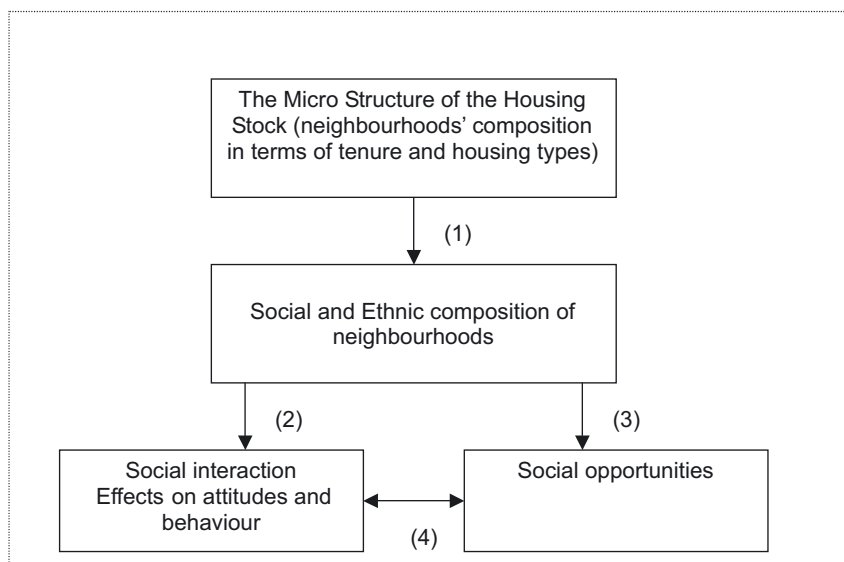 The Micro Structure of the Housing
Stock (neighbourhoods’ composition
in terms of tenure and housing types)
(1)
Social and Ethnic composition of
neighbourhoods
(2)
(3)
Social interaction
Effects on attitudes and
behaviour
Social opportunities
(4)